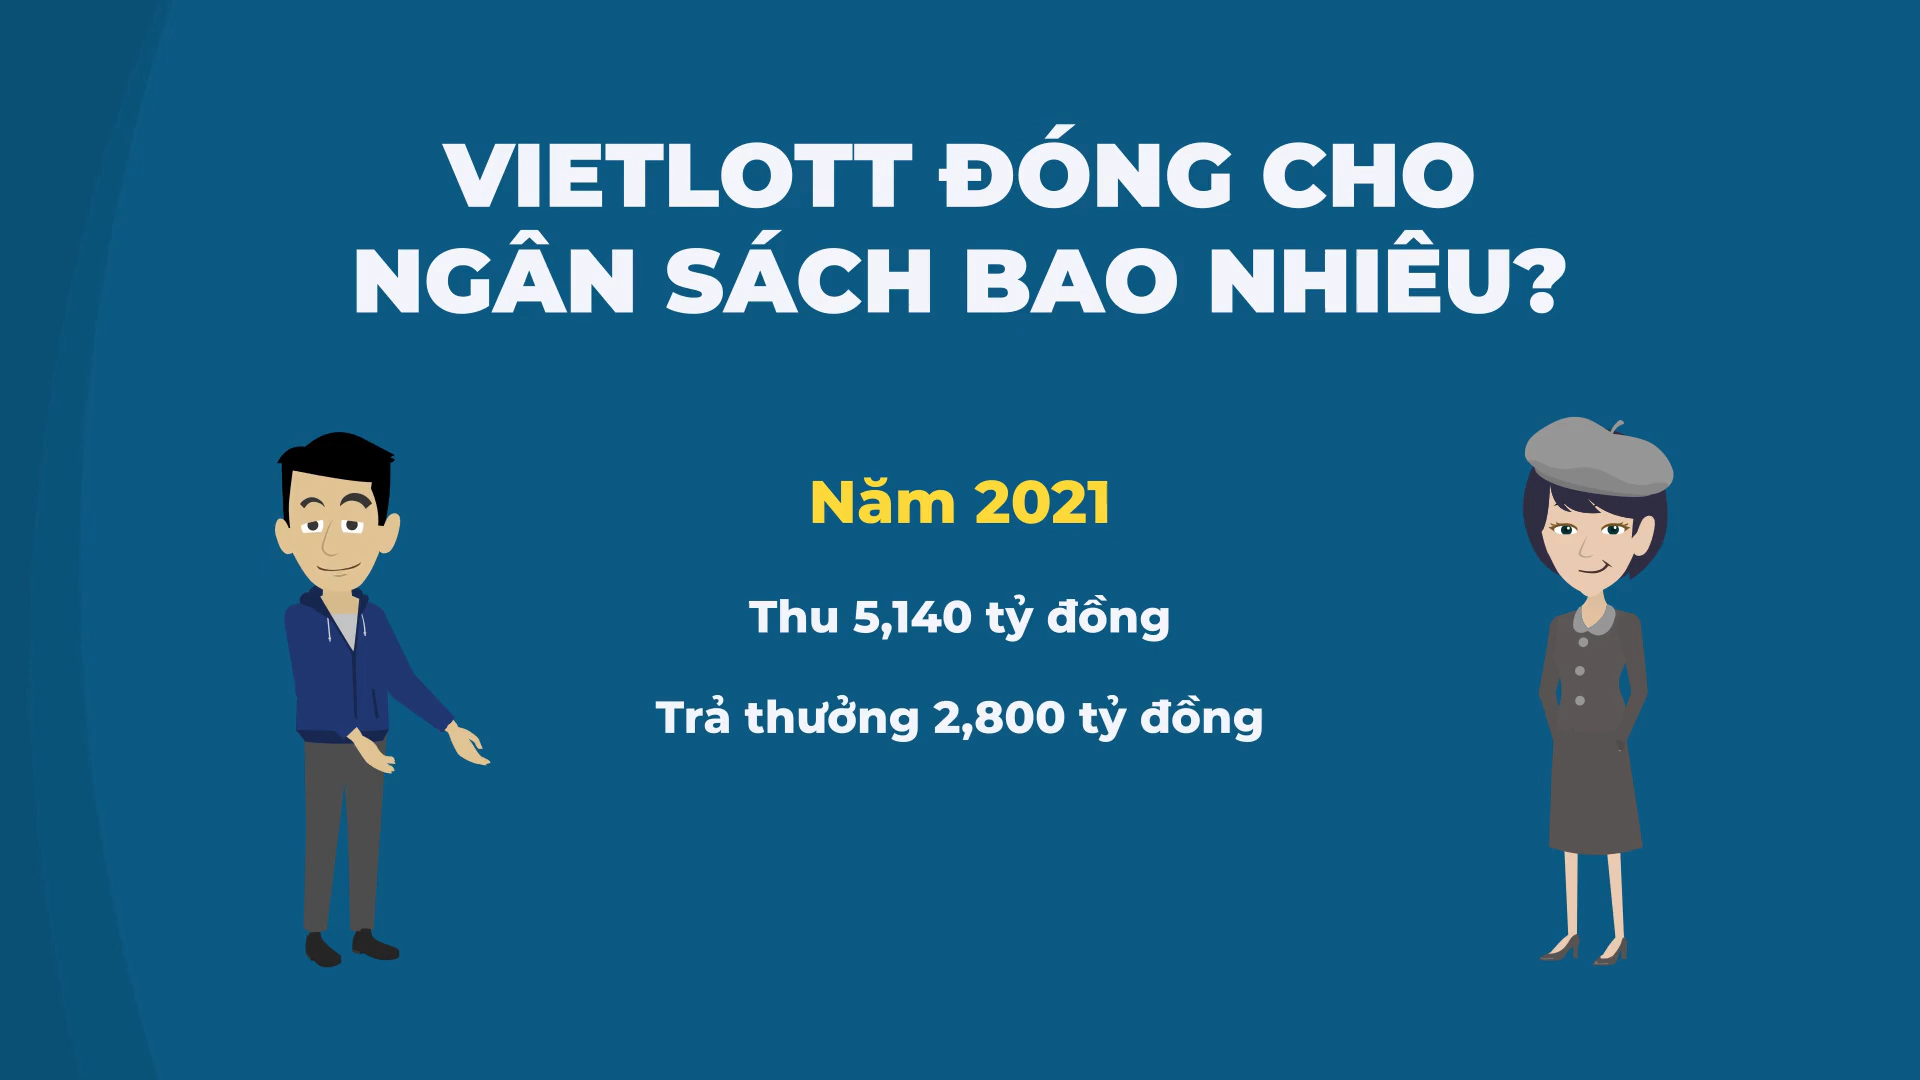 VIETLOTT ĐÓNG CHO
NGÂN SÁCH BAO NHIÊU?
Năm 2021
Thu 5,140 tỷ đồng
Trả thưởng 2,800 tỷ đồng